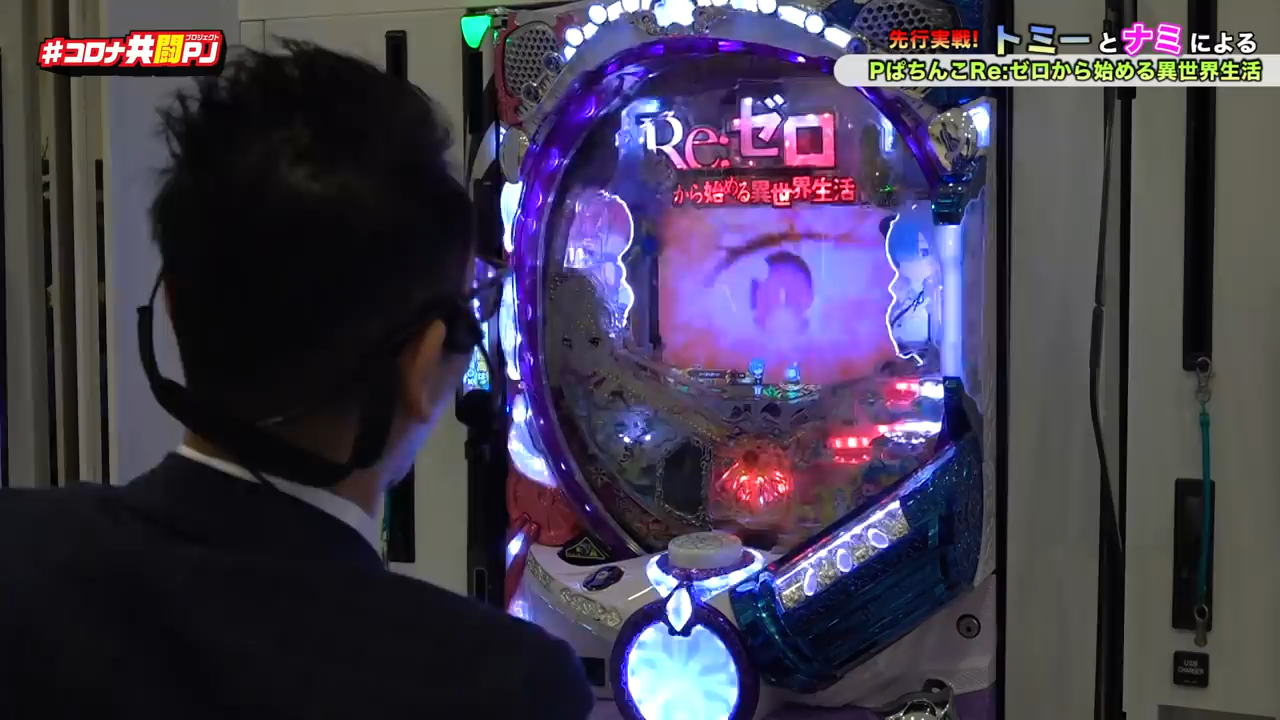 #コロナ共闘PJ
プロジェクト
先行実戦! トミーとナミによる
PぱちんこRe:ゼロから始める異世界生活
Re:ゼロ
から始める異世界生活
USB
CHARGER